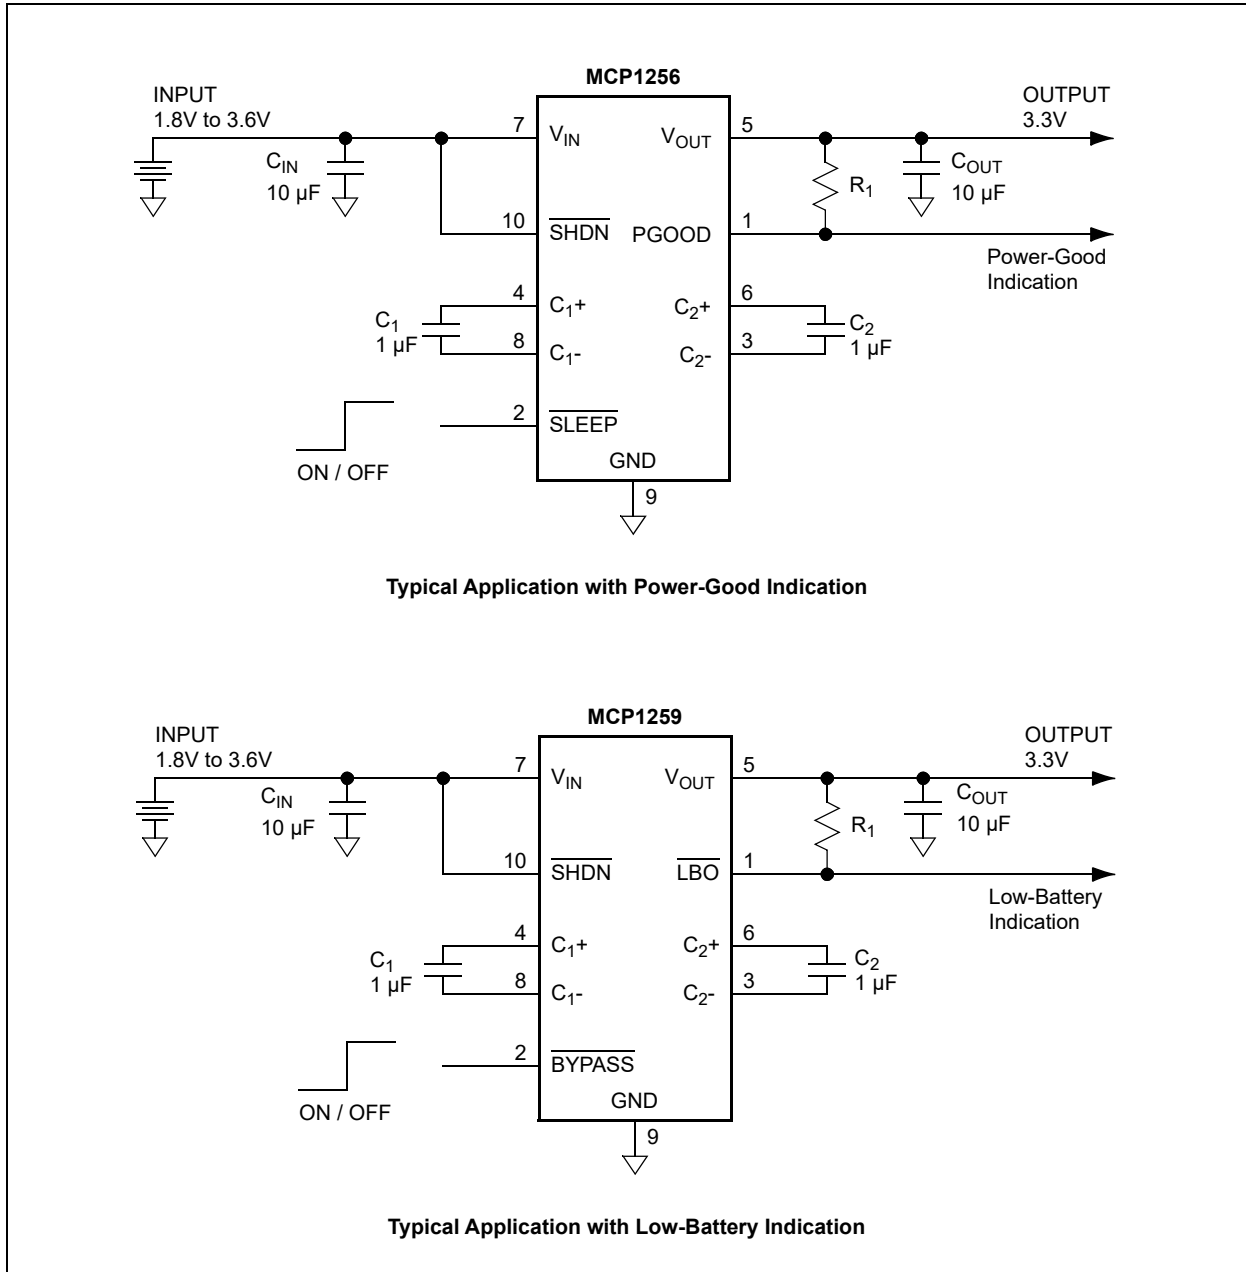 MCP1256
INPUT
1.8V to 3.6V
OUTPUT
3.3V
7
VIN
VOUT
5
CIN
10 µF
R1
COUT
10 µF
10
SHDN
PGOOD
1
Power-Good
Indication
4
C1+
C2+
6
C1
1 µF
C2
1 µF
8
C1-
C2-
3
2
SLEEP
ON / OFF
GND
9
Typical Application with Power-Good Indication
MCP1259
INPUT
1.8V to 3.6V
OUTPUT
3.3V
7
VIN
VOUT
5
CIN
10 µF
R1
COUT
10 µF
10
SHDN
LBO
1
Low-Battery
Indication
4
C1+
C2+
6
C1
1 µF
C2
1 µF
8
C1-
C2-
3
2
BYPASS
ON / OFF
GND
9
Typical Application with Low-Battery Indication